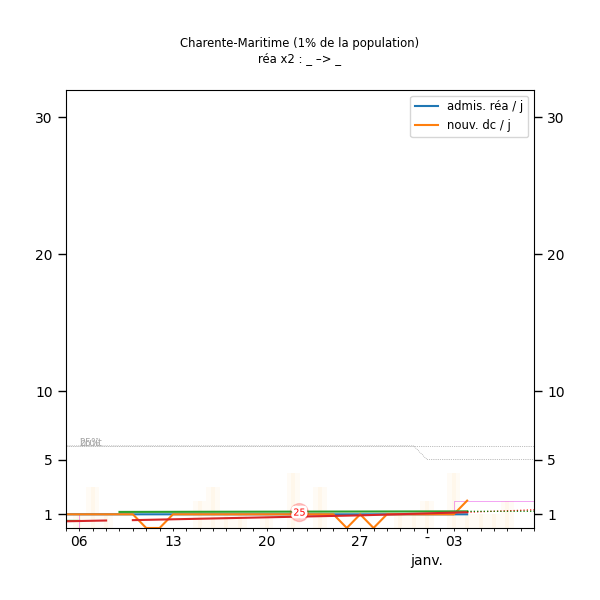 Charente-Maritime (1% de la population)
réa x2 : _ –> _
admis. réa / j
nouv. dc / j
30 30
20 20
10 10
5 5
1 25 1
06 13 20 27 - 03
janv.